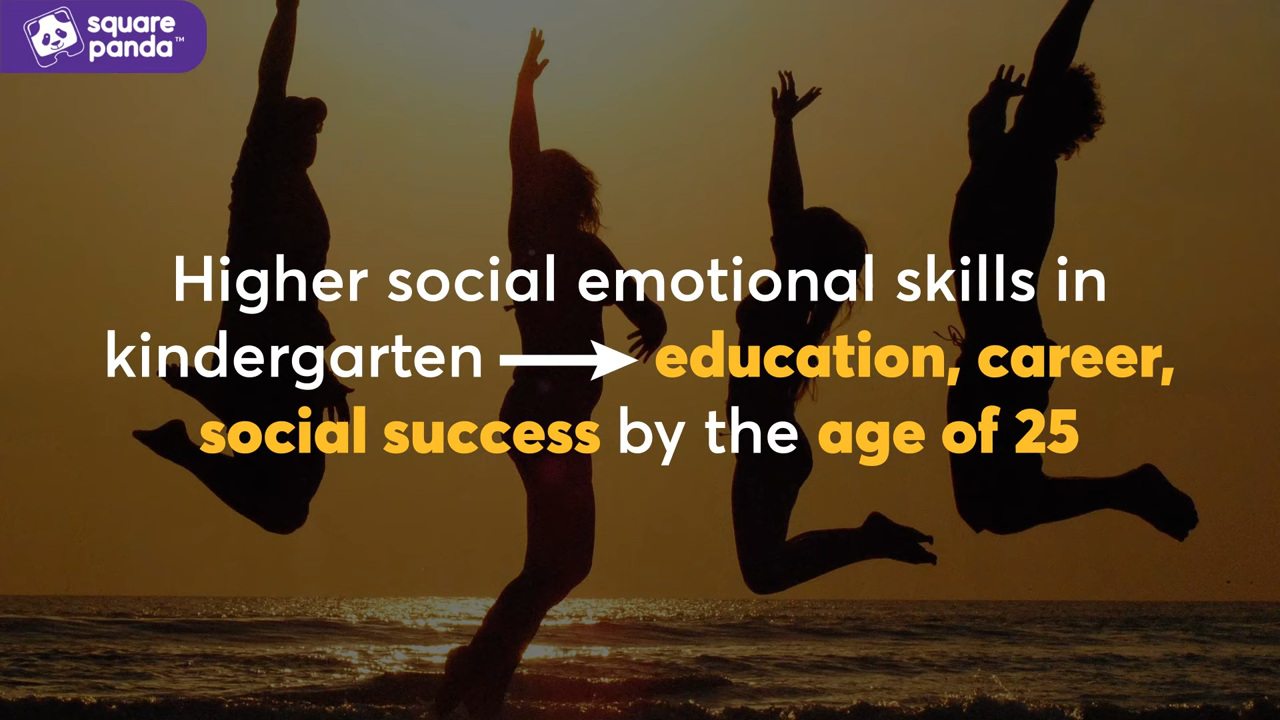 square
panda™
Higher social emotional skills in
kindergarten → education, career,
social success by the age of 25